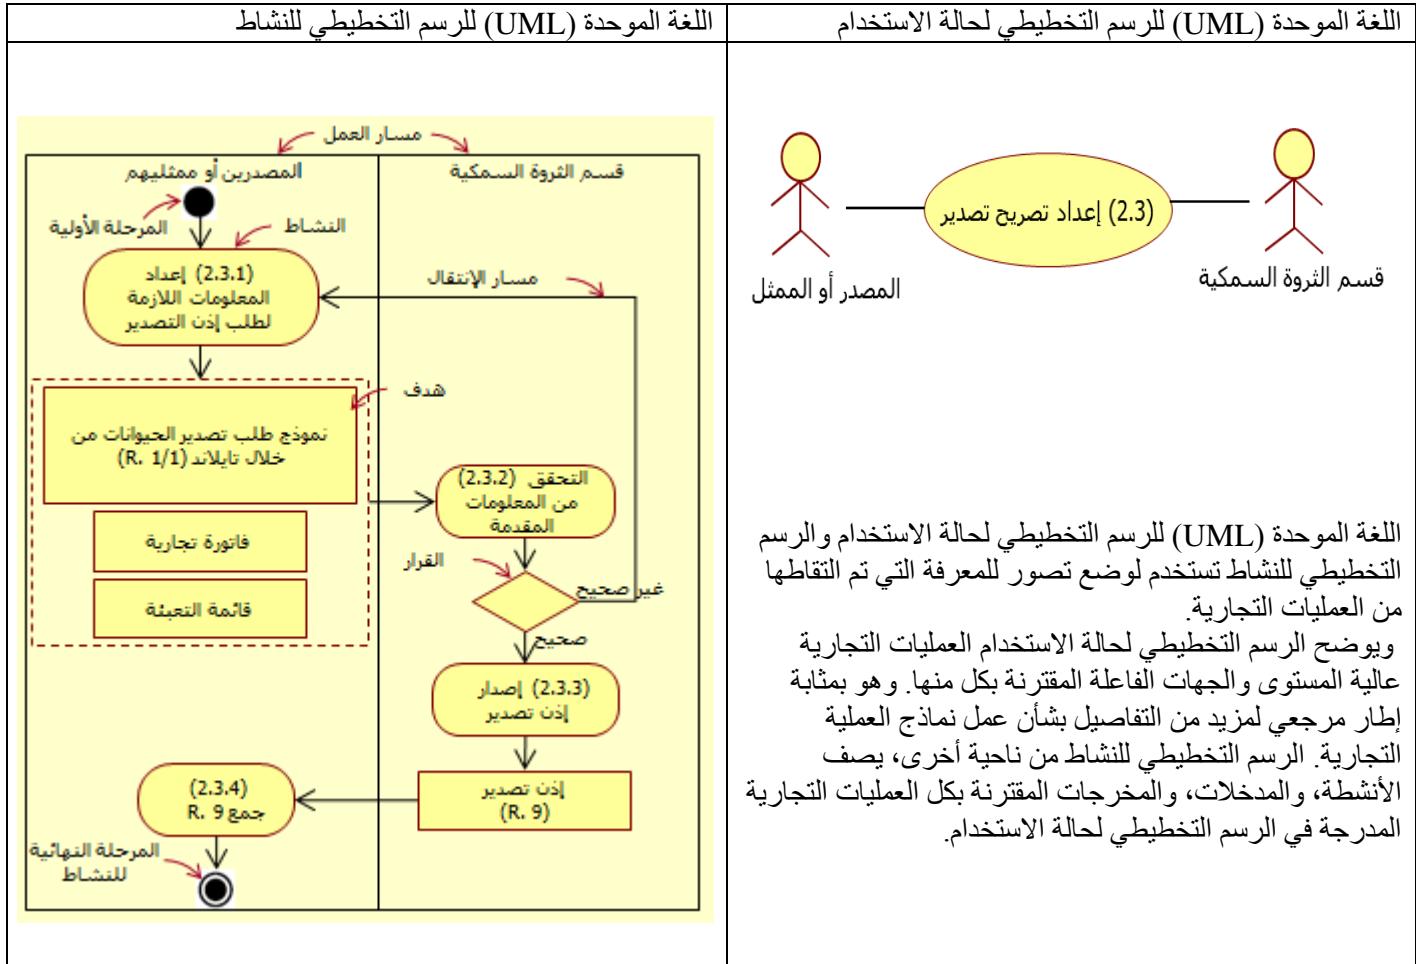 اللغة الموحدة (UML) للرسم التخطيطي لحالة الاستخدام
قسم الثروة السمكية
(2.3) إعداد تصريح تصدير
المصدر أو الممثل
اللغة الموحدة (UML) للرسم التخطيطي لحالة الاستخدام والرسم
التخطيطي للنشاط تستخدم لوضع تصور للمعرفة التي تم التقاطها
من العمليات التجارية.
ويوضح الرسم التخطيطي لحالة الاستخدام العمليات التجارية
عالية المستوى والجهات الفاعلة المقترنة بكل منها. وهو بمثابة
إطار مرجعي لمزيد من التفاصيل بشأن عمل نماذج العملية
التجارية. الرسم التخطيطي للنشاط من ناحية أخرى، يصف
الأنشطة، والمدخلات، والمخرجات المقترنة بكل العمليات التجارية
المدرجة في الرسم التخطيطي لحالة الاستخدام.
اللغة الموحدة (UML) للرسم التخطيطي للنشاط
مسار العمل
قسم الثروة السمكية
المصدرين أو ممثليهم
المرحلة الأولية
النشاط
(2.3.1) إعداد
المعلومات اللازمة
لطلب إذن التصدير
مسار الإنتقال
هدف
نموذج طلب تصدير الحيوانات من
خلال تايلاند (R. 1/1)
فاتورة تجارية
قائمة التعبئة
التحقق (2.3.2)
من المعلومات
المقدمة
القرار
غير صحيح
صحيح
(2.3.3) إصدار
إذن تصدير
إذن تصدير
(R. 9)
(2.3.4)
جمع R. 9
المرحلة النهائية
للنشاط